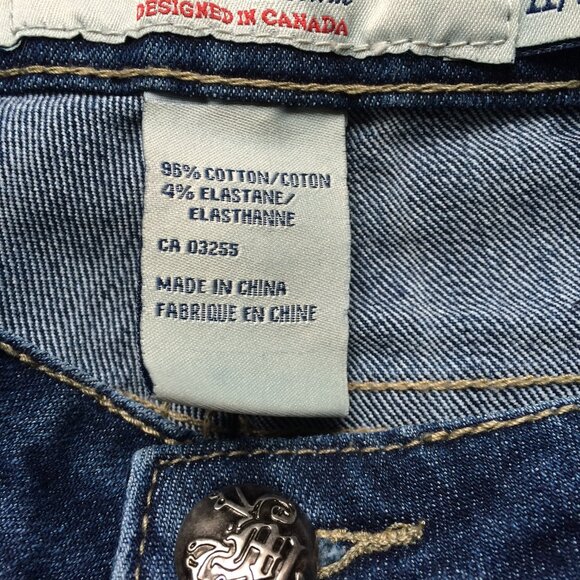 DESIGNED IN CANADA
96% COTTON/COTON
4% ELASTANE/
ELASTHANNE
CA 03255
MADE IN CHINA
FABRIQUE EN CHINE